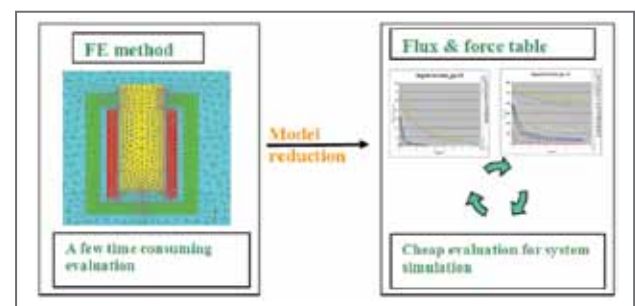 FE method
A few time consuming
evaluation
Model
reduction
Flux & force table
Cheap evaluation for system
simulation